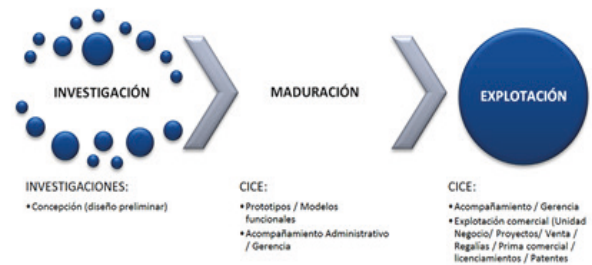 INVESTIGACIÓN
MADURACIÓN
EXPLOTACIÓN
INVESTIGACIONES:
•Concepción (diseño preliminar)
CICE:
•Prototipos / Modelos
funcionales
•Acompañamiento Administrativo
/ Gerencia
CICE:
•Acompañamiento / Gerencia
•Explotación comercial (Unidad
Negocio/ Proyectos/ Venta /
Regalías / Prima comercial /
licenciamientos / Patentes